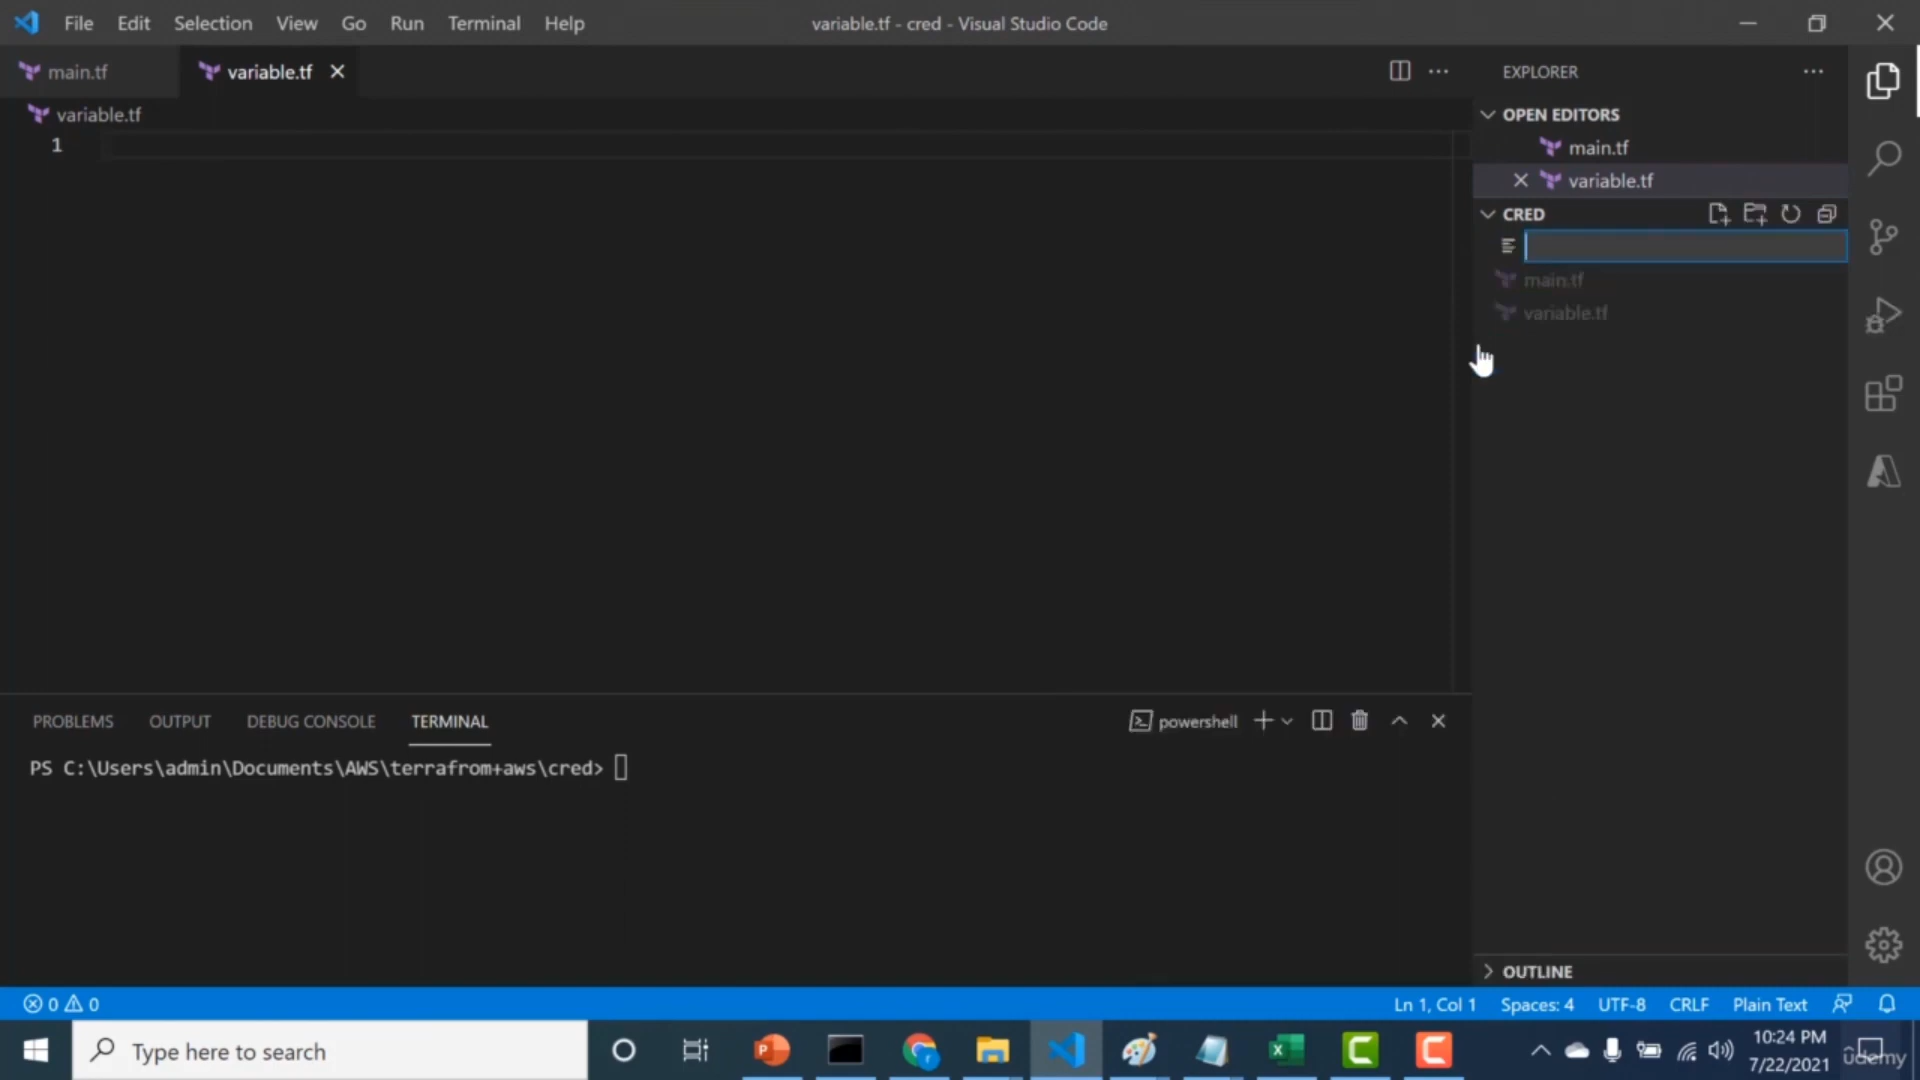 File Edit Selection View Go Run Terminal Help
variable.tf - cred - Visual Studio Code
main.tf
variable.tf
variable.tf
1
EXPLORER
OPEN EDITORS
main.tf
variable.tf
CRED
main.tf
variable.tf
OUTLINE
PROBLEMS OUTPUT DEBUG CONSOLE TERMINAL
powershell
PS C:\Users\admin\Documents\AWS\terrafrom+aws\cred>
0 0
Ln 1, Col 1 Spaces: 4 UTF-8 CRLF Plain Text
Type here to search
10:24 PM
7/22/2021
udemy